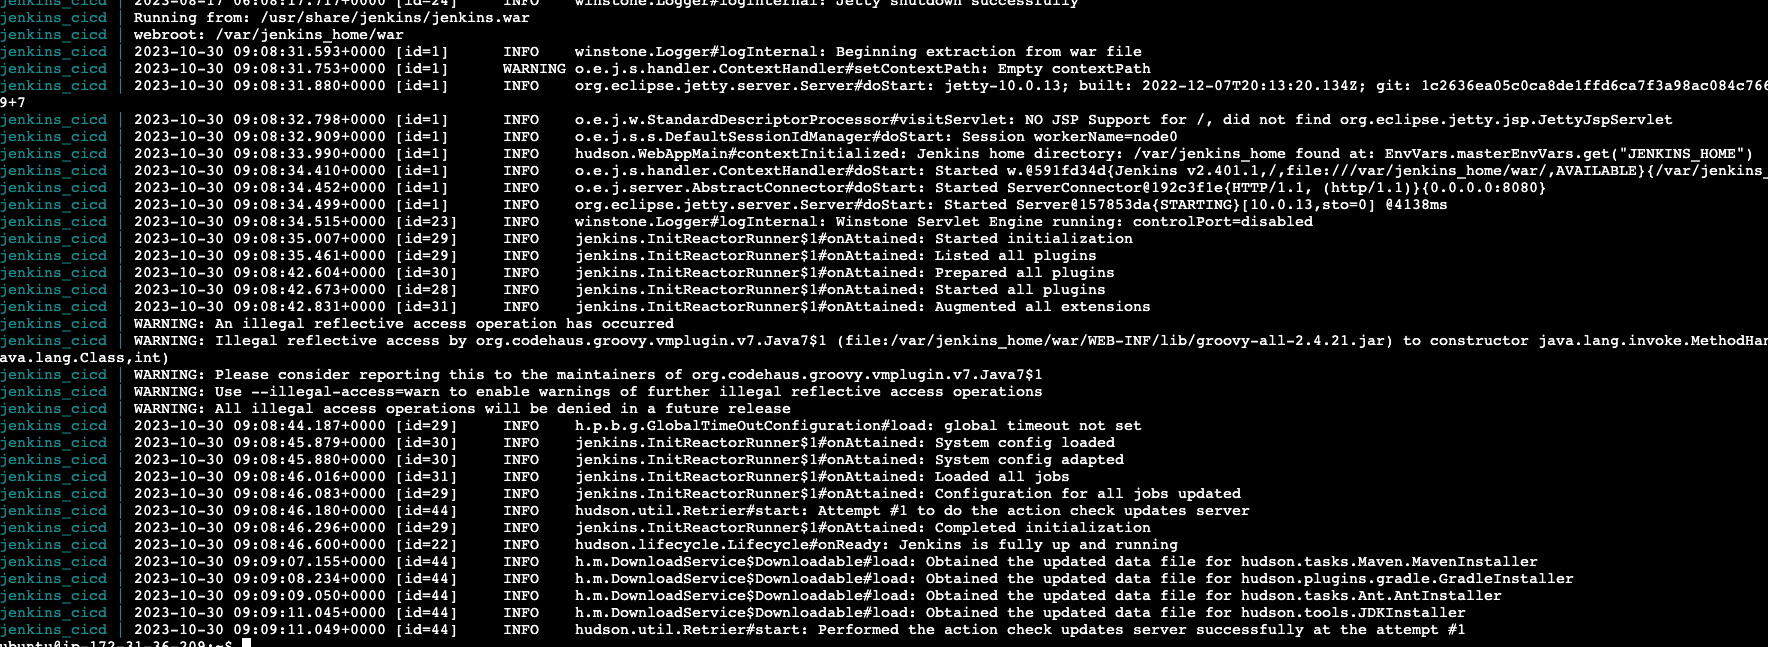 jenkins_cicd | 2023-08-17 06:08:17.717+0000 [id=24] INFO winstone.Logger#logInternal: Jetty shutdown successfully
jenkins_cicd | Running from: /usr/share/jenkins/jenkins.war
jenkins_cicd | webroot: /var/jenkins_home/war
jenkins_cicd | 2023-10-30 09:08:31.593+0000 [id=1] INFO winstone.Logger#logInternal: Beginning extraction from war file
jenkins_cicd | 2023-10-30 09:08:31.753+0000 [id=1] WARNING o.e.j.s.handler.ContextHandler#setContextPath: Empty contextPath
jenkins_cicd | 2023-10-30 09:08:31.880+0000 [id=1] INFO org.eclipse.jetty.server.Server#doStart: jetty-10.0.13; built: 2022-12-07T20:13:20.134Z; git: 1c2636ea05c0ca8de1ffd6ca7f3a98ac084c766
9+7
jenkins_cicd | 2023-10-30 09:08:32.798+0000 [id=1] INFO o.e.j.w.StandardDescriptorProcessor#visitServlet: NO JSP Support for /, did not find org.eclipse.jetty.jsp.JettyJspServlet
jenkins_cicd | 2023-10-30 09:08:32.909+0000 [id=1] INFO o.e.j.s.s.DefaultSessionIdManager#doStart: Session workerName=node0
jenkins_cicd | 2023-10-30 09:08:33.990+0000 [id=1] INFO hudson.WebAppMain#contextInitialized: Jenkins home directory: /var/jenkins_home found at: EnvVars.masterEnvVars.get("JENKINS_HOME")
jenkins_cicd | 2023-10-30 09:08:34.410+0000 [id=1] INFO o.e.j.s.handler.ContextHandler#doStart: Started w.@591fd34d{Jenkins v2.401.1,/,file:///var/jenkins_home/war/,AVAILABLE}{/var/jenkins_
jenkins_cicd | 2023-10-30 09:08:34.452+0000 [id=1] INFO o.e.j.server.AbstractConnector#doStart: Started ServerConnector@192c3f1e{HTTP/1.1, (http/1.1)}{0.0.0.0:8080}
jenkins_cicd | 2023-10-30 09:08:34.499+0000 [id=1] INFO org.eclipse.jetty.server.Server#doStart: Started Server@157853da{STARTING}[10.0.13,sto=0] @4138ms
jenkins_cicd | 2023-10-30 09:08:34.515+0000 [id=23] INFO winstone.Logger#logInternal: Winstone Servlet Engine running: controlPort=disabled
jenkins_cicd | 2023-10-30 09:08:35.007+0000 [id=29] INFO jenkins.InitReactorRunner$1#onAttained: Started initialization
jenkins_cicd | 2023-10-30 09:08:35.461+0000 [id=29] INFO jenkins.InitReactorRunner$1#onAttained: Listed all plugins
jenkins_cicd | 2023-10-30 09:08:42.604+0000 [id=30] INFO jenkins.InitReactorRunner$1#onAttained: Prepared all plugins
jenkins_cicd | 2023-10-30 09:08:42.673+0000 [id=28] INFO jenkins.InitReactorRunner$1#onAttained: Started all plugins
jenkins_cicd | 2023-10-30 09:08:42.831+0000 [id=31] INFO jenkins.InitReactorRunner$1#onAttained: Augmented all extensions
jenkins_cicd | WARNING: An illegal reflective access operation has occurred
jenkins_cicd | WARNING: Illegal reflective access by org.codehaus.groovy.vmplugin.v7.Java7$1 (file:/var/jenkins_home/war/WEB-INF/lib/groovy-all-2.4.21.jar) to constructor java.lang.invoke.MethodHan
ava.lang.Class,int)
jenkins_cicd | WARNING: Please consider reporting this to the maintainers of org.codehaus.groovy.vmplugin.v7.Java7$1
jenkins_cicd | WARNING: Use --illegal-access=warn to enable warnings of further illegal reflective access operations
jenkins_cicd | WARNING: All illegal access operations will be denied in a future release
jenkins_cicd | 2023-10-30 09:08:44.187+0000 [id=29] INFO h.p.b.g.GlobalTimeOutConfiguration#load: global timeout not set
jenkins_cicd | 2023-10-30 09:08:45.879+0000 [id=30] INFO jenkins.InitReactorRunner$1#onAttained: System config loaded
jenkins_cicd | 2023-10-30 09:08:45.880+0000 [id=30] INFO jenkins.InitReactorRunner$1#onAttained: System config adapted
jenkins_cicd | 2023-10-30 09:08:46.016+0000 [id=31] INFO jenkins.InitReactorRunner$1#onAttained: Loaded all jobs
jenkins_cicd | 2023-10-30 09:08:46.083+0000 [id=29] INFO jenkins.InitReactorRunner$1#onAttained: Configuration for all jobs updated
jenkins_cicd | 2023-10-30 09:08:46.180+0000 [id=44] INFO hudson.util.Retrier#start: Attempt #1 to do the action check updates server
jenkins_cicd | 2023-10-30 09:08:46.296+0000 [id=29] INFO jenkins.InitReactorRunner$1#onAttained: Completed initialization
jenkins_cicd | 2023-10-30 09:08:46.600+0000 [id=22] INFO hudson.lifecycle.Lifecycle#onReady: Jenkins is fully up and running
jenkins_cicd | 2023-10-30 09:09:07.155+0000 [id=44] INFO h.m.DownloadService$Downloadable#load: Obtained the updated data file for hudson.tasks.Maven.MavenInstaller
jenkins_cicd | 2023-10-30 09:09:08.234+0000 [id=44] INFO h.m.DownloadService$Downloadable#load: Obtained the updated data file for hudson.plugins.gradle.GradleInstaller
jenkins_cicd | 2023-10-30 09:09:09.050+0000 [id=44] INFO h.m.DownloadService$Downloadable#load: Obtained the updated data file for hudson.tasks.Ant.AntInstaller
jenkins_cicd | 2023-10-30 09:09:11.045+0000 [id=44] INFO h.m.DownloadService$Downloadable#load: Obtained the updated data file for hudson.tools.JDKInstaller
jenkins_cicd | 2023-10-30 09:09:11.049+0000 [id=44] INFO hudson.util.Retrier#start: Performed the action check updates server successfully at the attempt #1
ubuntu@ip-172-31-36-209:~$